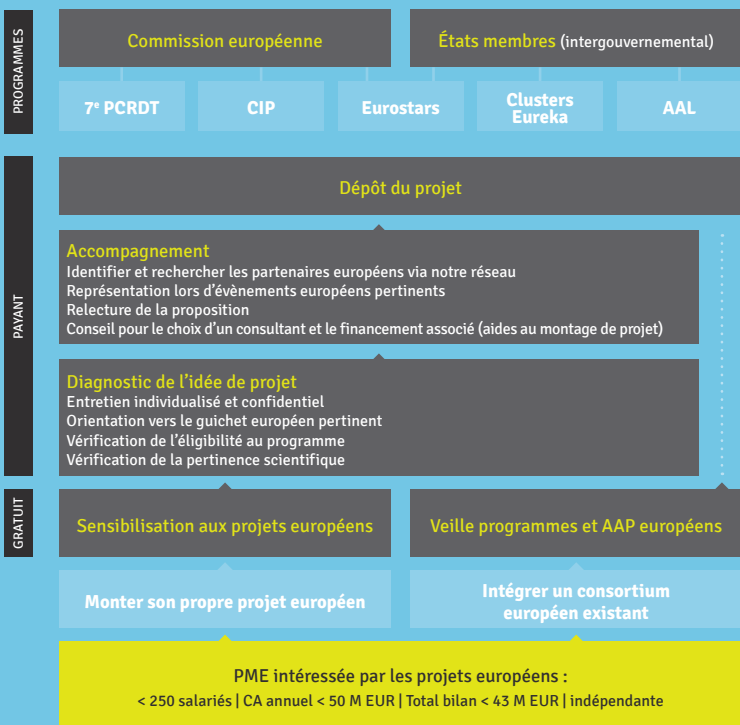 PROGRAMMES
Commission européenne
États membres (intergouvernemental)
7e PCRDT
CIP
Eurostars
Clusters
Eureka
AAL
PAYANT
Dépôt du projet
Accompagnement
Identifier et rechercher les partenaires européens via notre réseau
Représentation lors d'évènements européens pertinents
Relecture de la proposition
Conseil pour le choix d'un consultant et le financement associé (aides au montage de projet)
Diagnostic de l'idée de projet
Entretien individualisé et confidentiel
Orientation vers le guichet européen pertinent
Vérification de l'éligibilité au programme
Vérification de la pertinence scientifique
GRATUIT
Sensibilisation aux projets européens
Veille programmes et AAP européens
Monter son propre projet européen
Intégrer un consortium
européen existant
PME intéressée par les projets européens :
< 250 salariés | CA annuel < 50 M EUR | Total bilan < 43 M EUR | indépendante